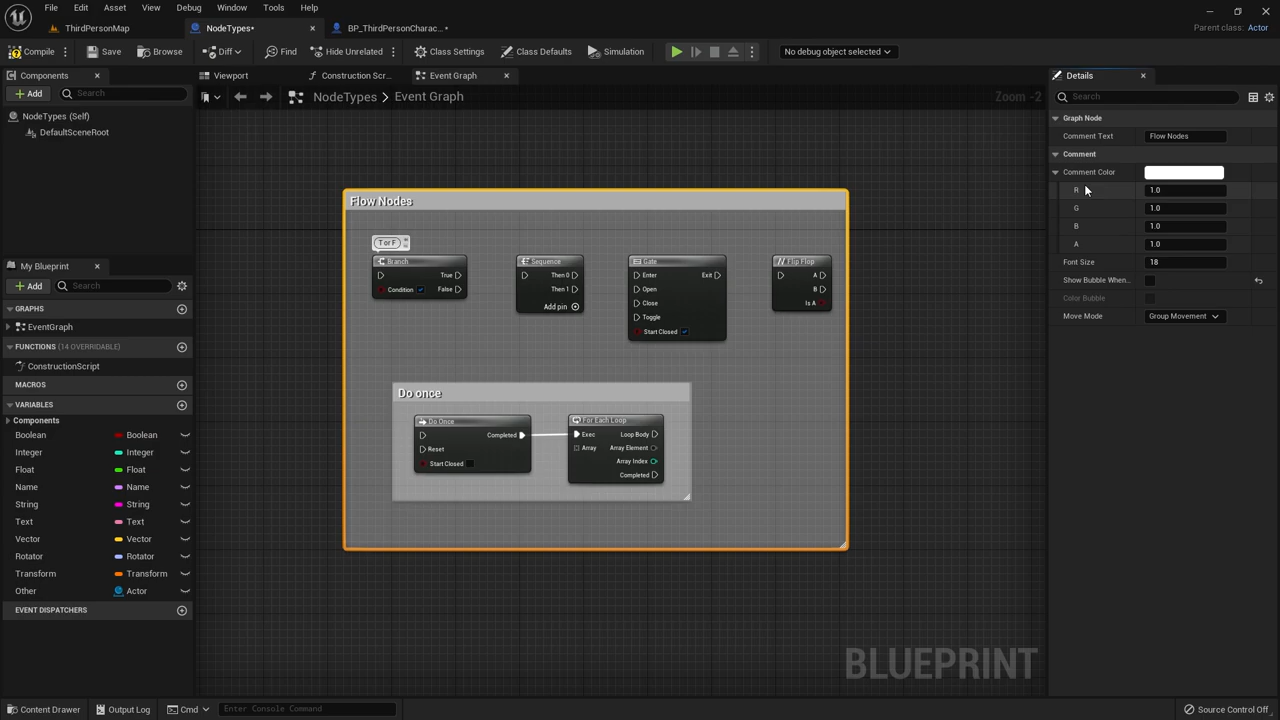 File Edit Asset View Debug Window Tools Help
ThirdPersonMap NodeTypes* BP_ThirdPersonCharac...* Parent class: Actor
Compile Save Browse Diff Find Hide Unrelated Class Settings Class Defaults Simulation No debug object selected
Components Viewport Construction Scr... Event Graph Details
Add Search NodeTypes > Event Graph Zoom -2 Search
NodeTypes (Self)
DefaultSceneRoot
My Blueprint
Add Search
GRAPHS
EventGraph
FUNCTIONS (14 OVERRIDABLE)
ConstructionScript
MACROS
VARIABLES
Components
Boolean Boolean
Integer Integer
Float Float
Name Name
String String
Text Text
Vector Vector
Rotator Rotator
Transform Transform
Other Actor
EVENT DISPATCHERS
Flow Nodes
T or F
Branch
True
Condition False
Sequence
Then 0
Then 1
Add pin
Gate
Enter Exit
Open
Close
Toggle
Start Closed
Flip Flop
A
B
Is A
Do once
Do Once
Completed
Reset
Start Closed
For Each Loop
Exec Loop Body
Array Array Element
Array Index
Completed
BLUEPRINT
Graph Node
Comment Text Flow Nodes
Comment
Comment Color
R 1.0
G 1.0
B 1.0
A 1.0
Font Size 18
Show Bubble When...
Color Bubble
Move Mode Group Movement
Content Drawer Output Log Cmd Enter Console Command Source Control Off